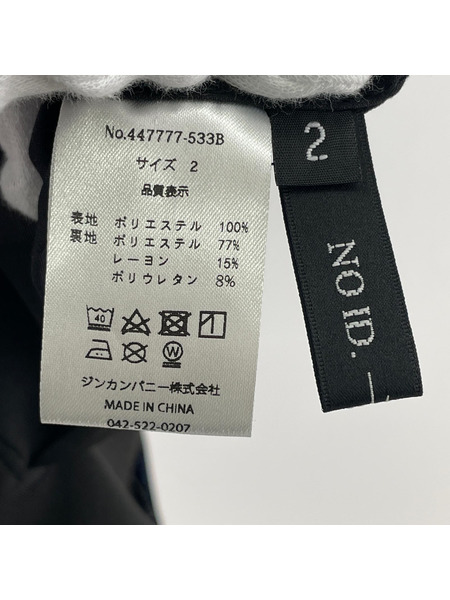 No.447777-533B
サイズ 2
品質表示
表地 ポリエステル 100%
裏地 ポリエステル 77%
レーヨン 15%
ポリウレタン 8%
40
W
ジンカンパニー株式会社
MADE IN CHINA
042-522-0207
2
NO ID.